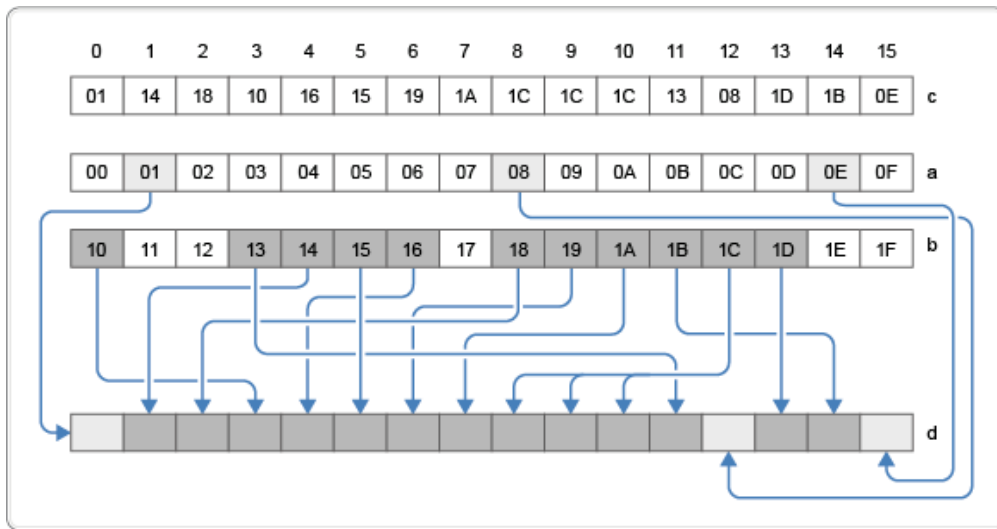 0 1 2 3 4 5 6 7 8 9 10 11 12 13 14 15
01 14 18 10 16 15 19 1A 1C 1C 1C 13 08 1D 1B 0E c
00 01 02 03 04 05 06 07 08 09 0A 0B 0C 0D 0E 0F a
10 11 12 13 14 15 16 17 18 19 1A 1B 1C 1D 1E 1F b
d